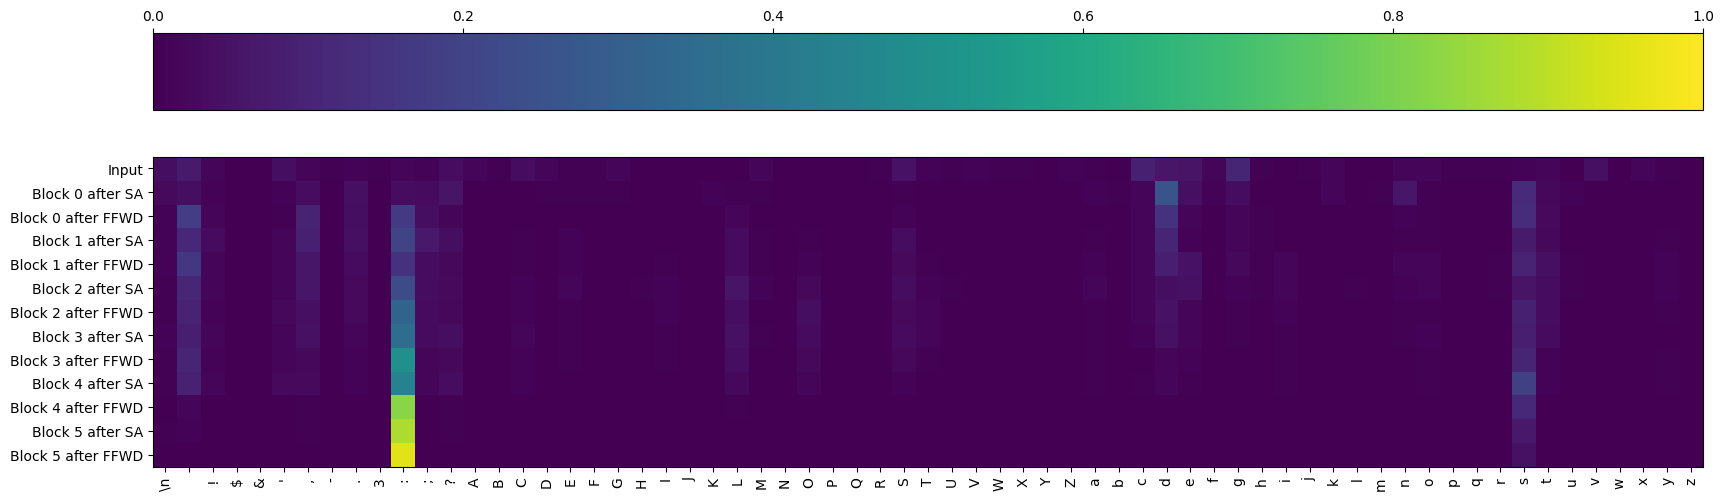 0.0 0.2 0.4 0.6 0.8 1.0
Input
Block 0 after SA
Block 0 after FFWD
Block 1 after SA
Block 1 after FFWD
Block 2 after SA
Block 2 after FFWD
Block 3 after SA
Block 3 after FFWD
Block 4 after SA
Block 4 after FFWD
Block 5 after SA
Block 5 after FFWD
\n ! $ & ' , - . 3 : ; ? A B C D E F G H I J K L M N O P Q R S T U V W X Y Z a b c d e f g h i j k l m n o p q r s t u v w x y z